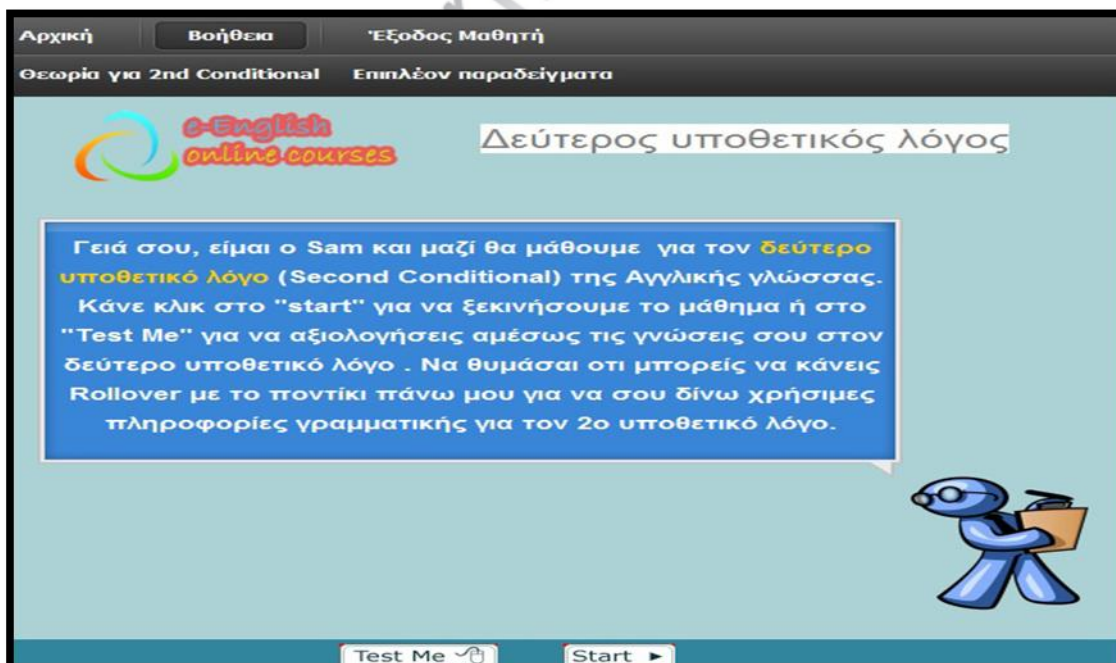 Αρχική Βοήθεια Έξοδος Μαθητή
Θεωρία για 2nd Conditional Επιπλέον παραδείγματα
e-English
online courses
Δεύτερος υποθετικός λόγος
Γειά σου, είμαι ο Sam και μαζί θα μάθουμε για τον δεύτερο
υποθετικό λόγο (Second Conditional) της Αγγλικής γλώσσας.
Κάνε κλικ στο "start" για να ξεκινήσουμε το μάθημα ή στο
"Test Me" για να αξιολογήσεις αμέσως τις γνώσεις σου στον
δεύτερο υποθετικό λόγο . Να θυμάσαι οτι μπορείς να κάνεις
Rollover με το ποντίκι πάνω μου για να σου δίνω χρήσιμες
πληροφορίες γραμματικής για τον 2ο υποθετικό λόγο.
Test Me Start